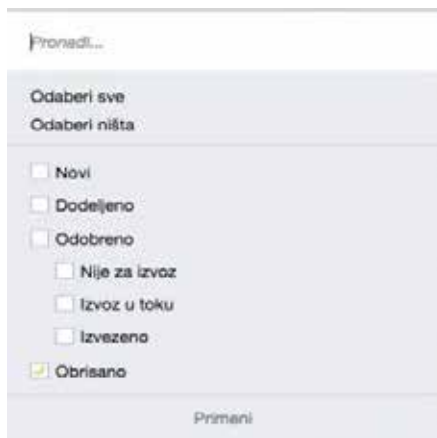 Pronađi...
Odaberi sve
Odaberi ništa
Novi
Dodeljeno
Odobreno
Nije za izvoz
Izvoz u toku
Izvezeno
Obrisano
Primeni